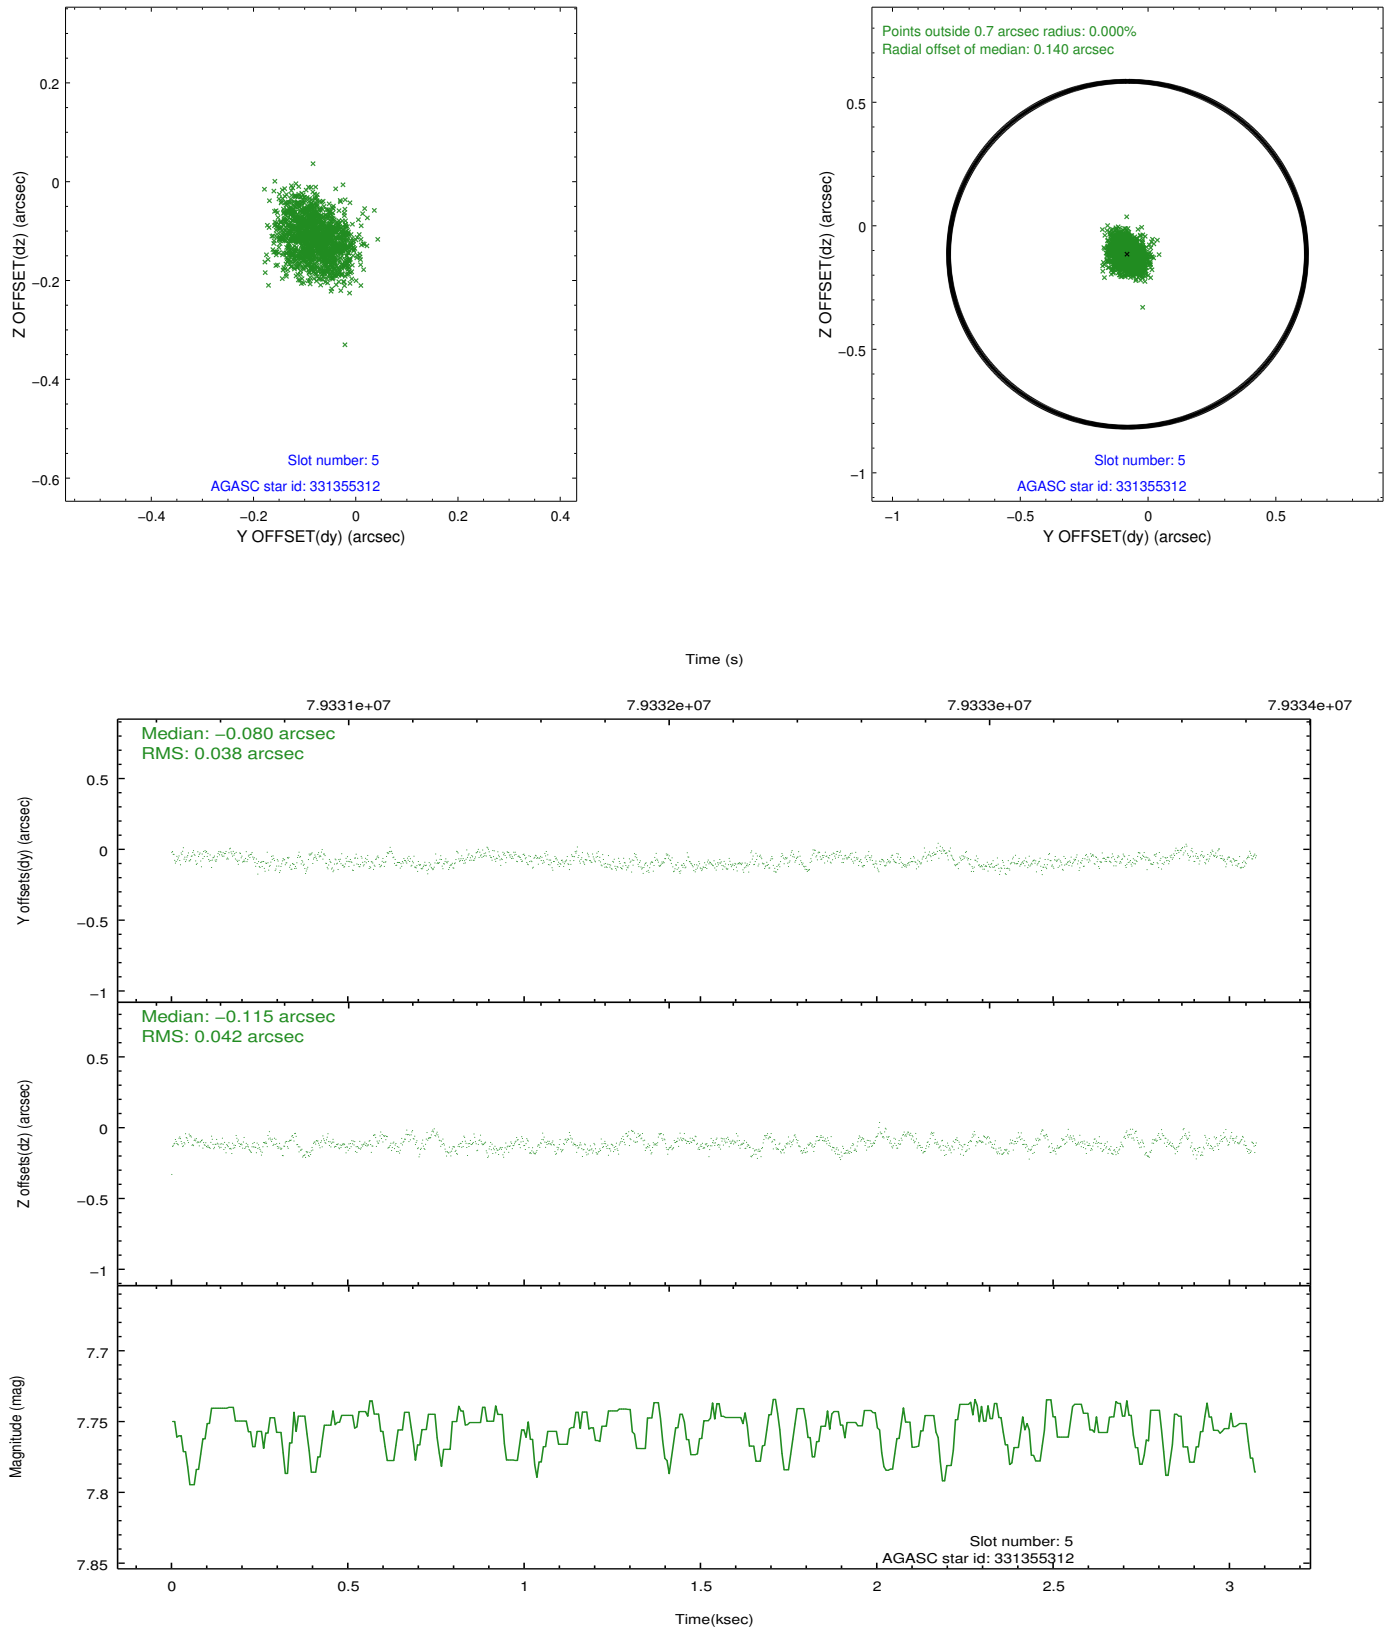 0.2
0
−0.2
−0.4
−0.6
Z OFFSET(dz) (arcsec)
Slot number: 5
AGASC star id: 331355312
−0.4
−0.2
0
0.2
0.4
Y OFFSET(dy) (arcsec)
Points outside 0.7 arcsec radius: 0.000%
Radial offset of median: 0.140 arcsec
0.5
0
−0.5
−1
Z OFFSET(dz) (arcsec)
Slot number: 5
AGASC star id: 331355312
−1
−0.5
0
0.5
Y OFFSET(dy) (arcsec)
Time (s)
7.9331e+07
7.9332e+07
7.9333e+07
7.9334e+07
Median: −0.080 arcsec
RMS: 0.038 arcsec
0.5
0
−0.5
−1
Y offsets(dy) (arcsec)
Median: −0.115 arcsec
RMS: 0.042 arcsec
0.5
0
−0.5
−1
Z offsets(dz) (arcsec)
7.7
7.75
7.8
7.85
Magnitude (mag)
Slot number: 5
AGASC star id: 331355312
0
0.5
1
1.5
2
2.5
3
Time(ksec)